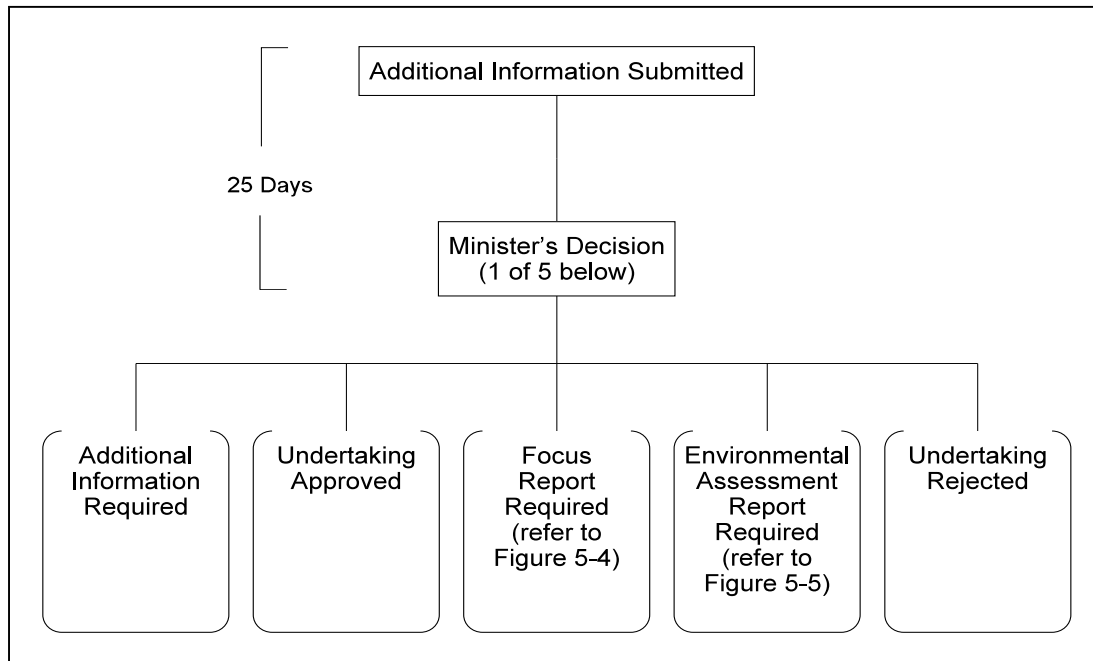 Additional Information Submitted
25 Days
Minister's Decision
(1 of 5 below)
Additional
Information
Required
Undertaking
Approved
Focus
Report
Required
(refer to
Figure 5-4)
Environmental
Assessment
Report
Required
(refer to
Figure 5-5)
Undertaking
Rejected